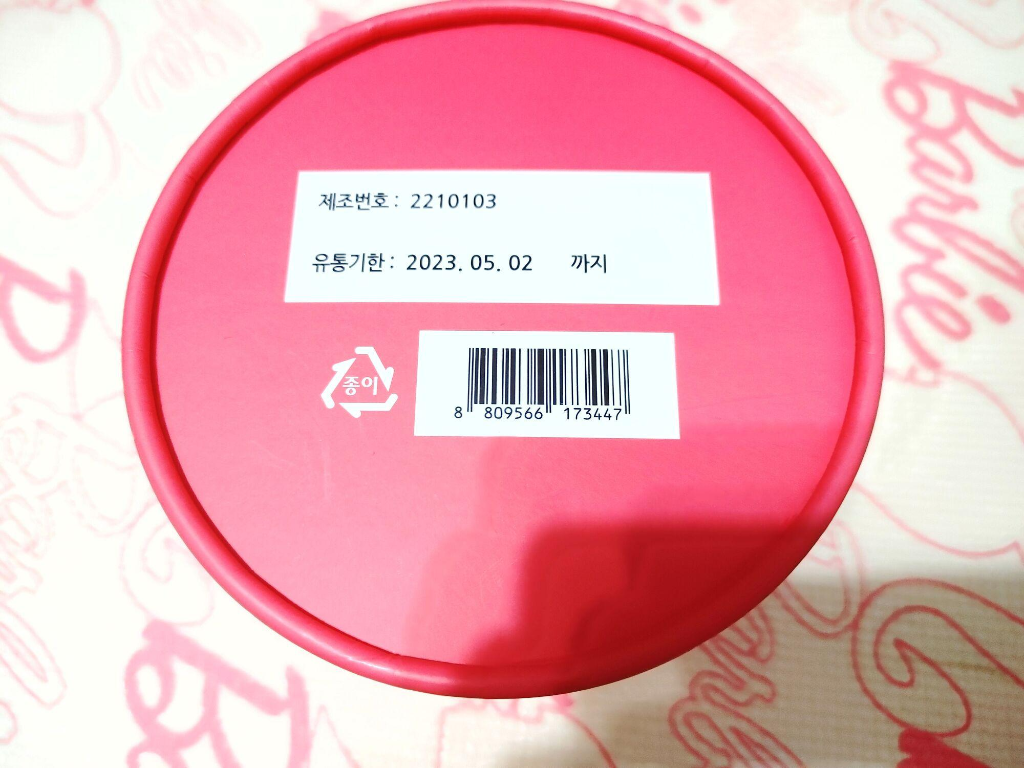 제조번호 : 2210103
유통기한 : 2023. 05. 02 까지
종이
8 809566 173447
Barbie